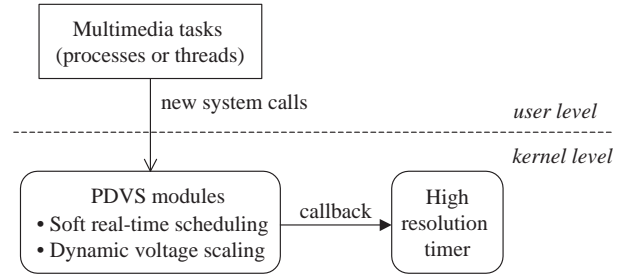 Multimedia tasks
(processes or threads)
new system calls
user level
kernel level
PDVS modules
• Soft real-time scheduling
• Dynamic voltage scaling
callback
High
resolution
timer